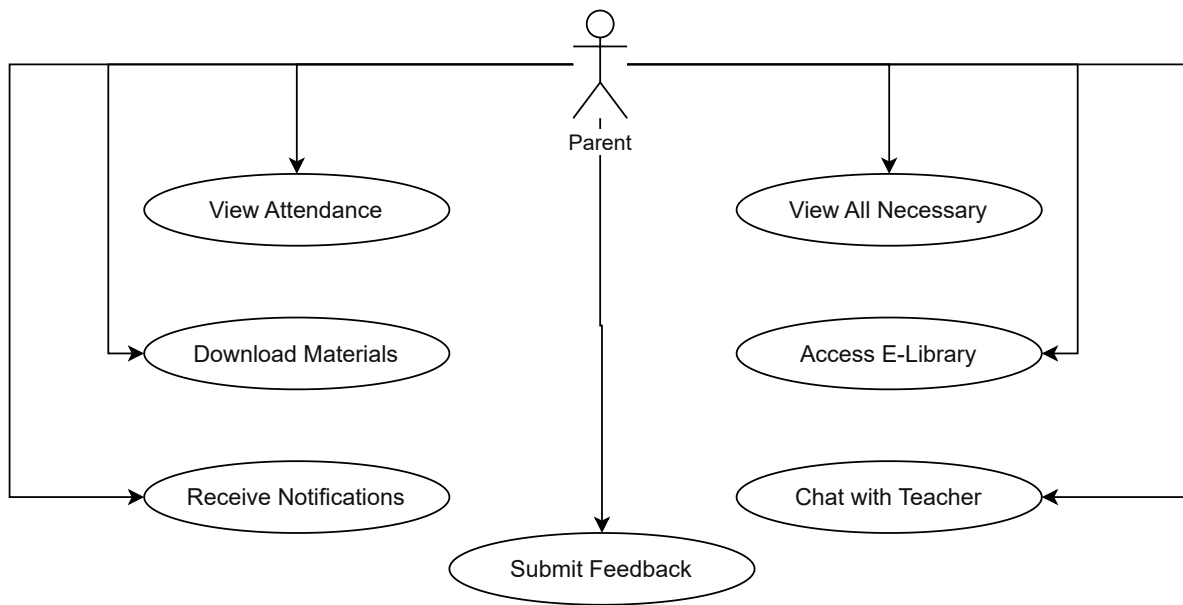 Parent
View Attendance
View All Necessary
Download Materials
Access E-Library
Receive Notifications
Chat with Teacher
Submit Feedback